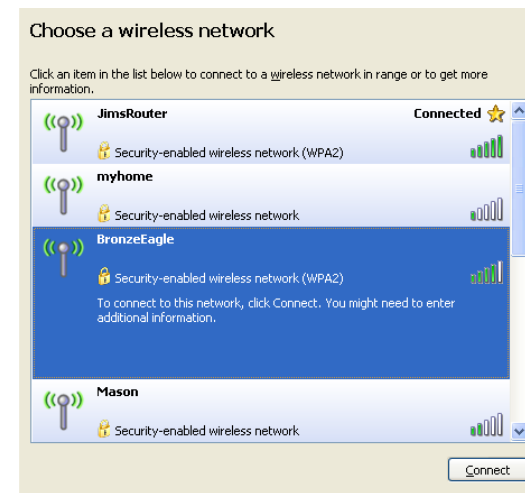 Choose a wireless network
Click an item in the list below to connect to a wireless network in range or to get more
information.
JimsRouter Connected
Security-enabled wireless network (WPA2)
myhome
Security-enabled wireless network
BronzeEagle
Security-enabled wireless network (WPA2)
To connect to this network, click Connect. You might need to enter
additional information.
Mason
Security-enabled wireless network
Connect